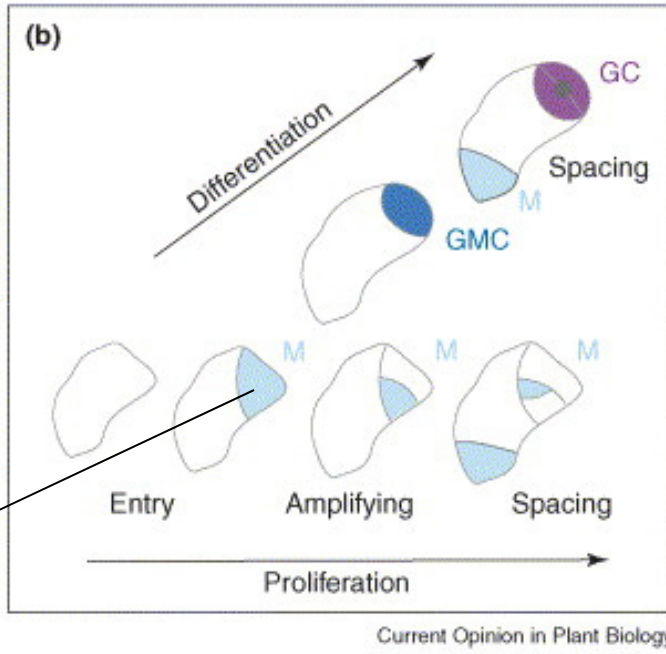 (b)
Differentiation
GC
Spacing
M
GMC
M
M
M
Entry
Amplifying
Spacing
Proliferation
Current Opinion in Plant Biology